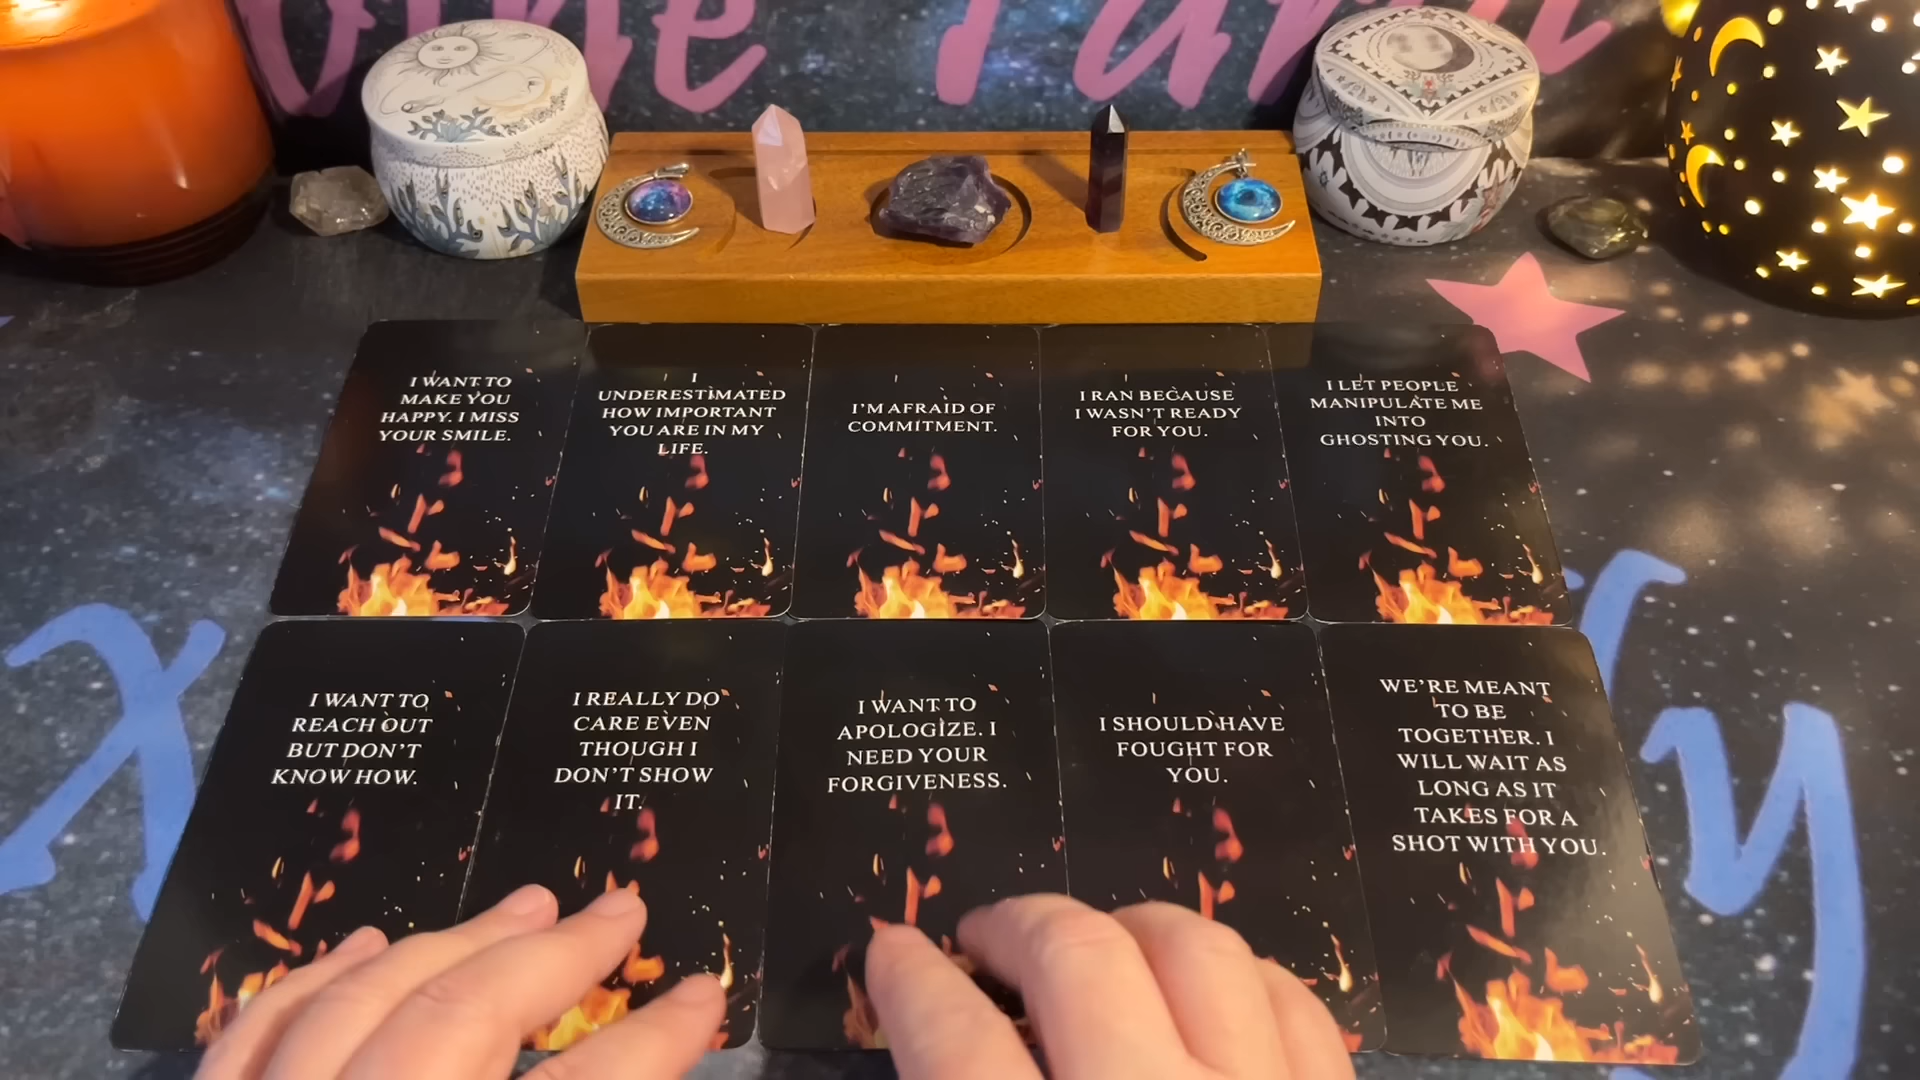 I WANT TO
MAKE YOU
HAPPY. I MISS
YOUR SMILE.
I
UNDERESTIMATED
HOW IMPORTANT
YOU ARE IN MY
LIFE.
I'M AFRAID OF
COMMITMENT.
I RAN BECAUSE
I WASN'T READY
FOR YOU.
I LET PEOPLE
MANIPULATE ME
INTO
GHOSTING YOU.
I WANT TO
REACH OUT
BUT DON'T
KNOW HOW.
I REALLY DO
CARE EVEN
THOUGH I
DON'T SHOW
IT.
I WANT TO
APOLOGIZE. I
NEED YOUR
FORGIVENESS.
I SHOULD HAVE
FOUGHT FOR
YOU.
WE'RE MEANT
TO BE
TOGETHER. I
WILL WAIT AS
LONG AS IT
TAKES FOR A
SHOT WITH YOU.